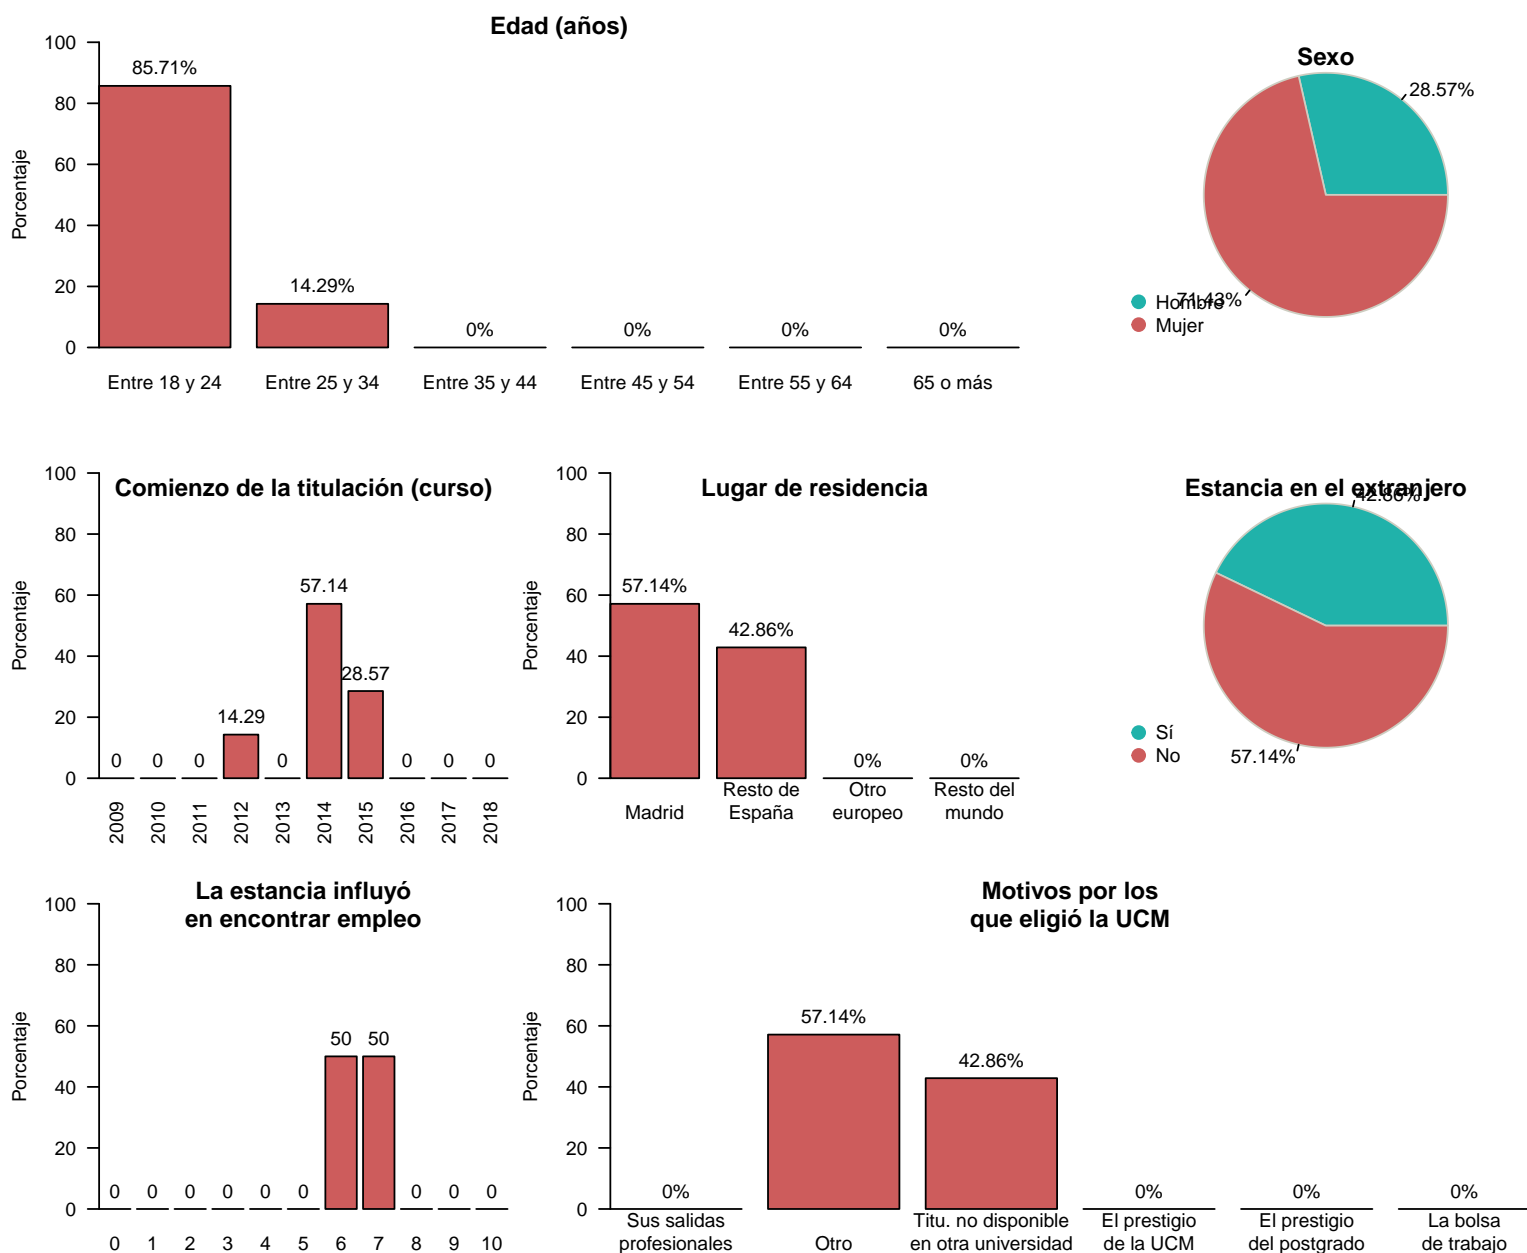 Edad (años)
Porcentaje
100
80
60
40
20
0
85.71%
14.29%
0%
0%
0%
0%
Entre 18 y 24
Entre 25 y 34
Entre 35 y 44
Entre 45 y 54
Entre 55 y 64
65 o más
Sexo
28.57%
71.43%
Hombre
Mujer
Comienzo de la titulación (curso)
Porcentaje
100
80
60
40
20
0
0
0
0
14.29
0
57.14
28.57
0
0
0
2009
2010
2011
2012
2013
2014
2015
2016
2017
2018
Lugar de residencia
Porcentaje
100
80
60
40
20
0
57.14%
42.86%
0%
0%
Madrid
Resto de
España
Otro
europeo
Resto del
mundo
Estancia en el extranjero
42.86%
57.14%
Sí
No
La estancia influyó
en encontrar empleo
Porcentaje
100
80
60
40
20
0
0
0
0
0
0
0
50
50
0
0
0
0
1
2
3
4
5
6
7
8
9
10
Motivos por los
que eligió la UCM
Porcentaje
100
80
60
40
20
0
0%
57.14%
42.86%
0%
0%
0%
Sus salidas
profesionales
Otro
Titu. no disponible
en otra universidad
El prestigio
de la UCM
El prestigio
del postgrado
La bolsa
de trabajo